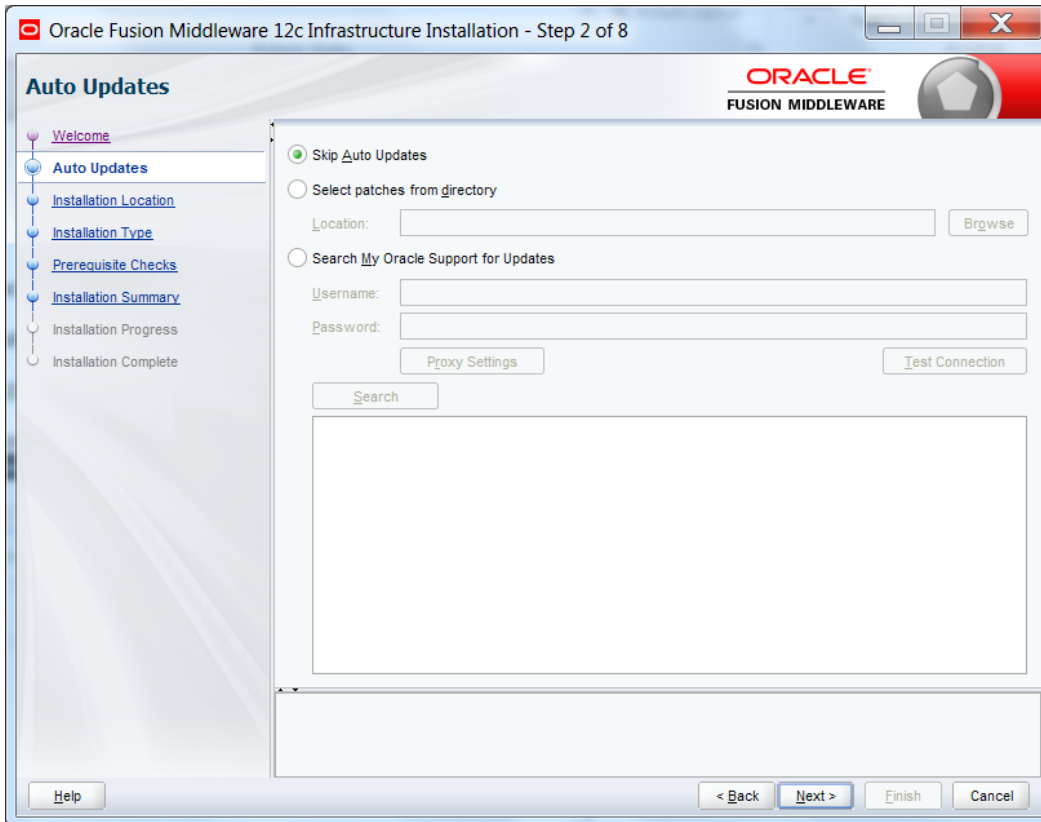 Oracle Fusion Middleware 12c Infrastructure Installation - Step 2 of 8
Auto Updates
ORACLE
FUSION MIDDLEWARE
Welcome
Auto Updates
Installation Location
Installation Type
Prerequisite Checks
Installation Summary
Installation Progress
Installation Complete
Skip Auto Updates
Select patches from directory
Location:
Browse
Search My Oracle Support for Updates
Username:
Password:
Proxy Settings
Test Connection
Search
Help
< Back
Next >
Finish
Cancel